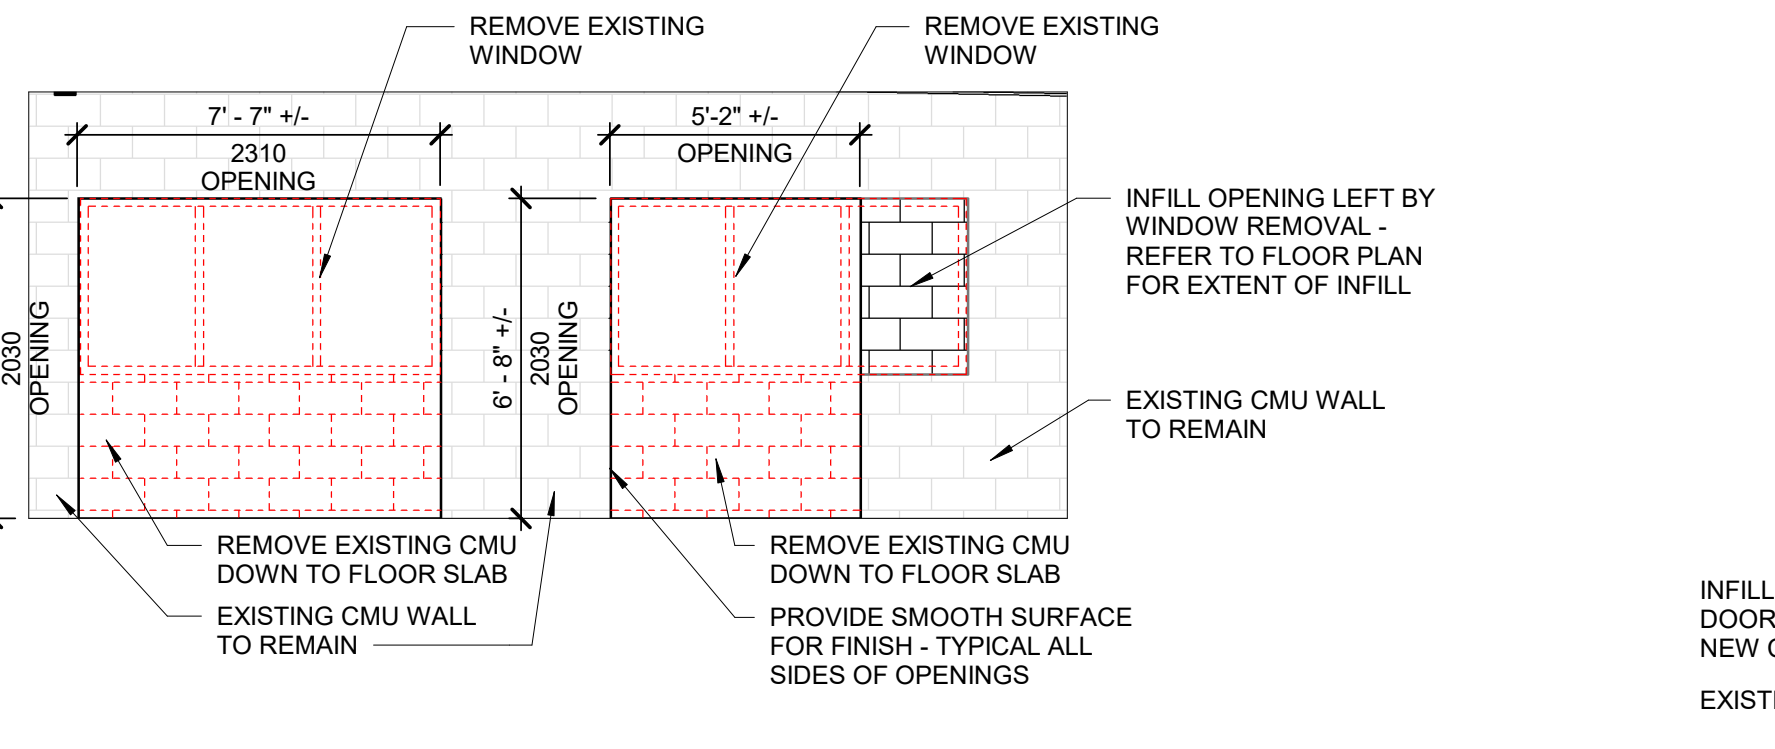 REMOVE EXISTING
WINDOW
REMOVE EXISTING
WINDOW
7' - 7" +/-
2310
OPENING
5'-2" +/-
OPENING
INFILL OPENING LEFT BY
WINDOW REMOVAL -
REFER TO FLOOR PLAN
FOR EXTENT OF INFILL
2030
OPENING
6' - 8" +/-
2030
OPENING
EXISTING CMU WALL
TO REMAIN
REMOVE EXISTING CMU
DOWN TO FLOOR SLAB
EXISTING CMU WALL
TO REMAIN
REMOVE EXISTING CMU
DOWN TO FLOOR SLAB
PROVIDE SMOOTH SURFACE
FOR FINISH - TYPICAL ALL
SIDES OF OPENINGS
INFILL
DOOR
NEW